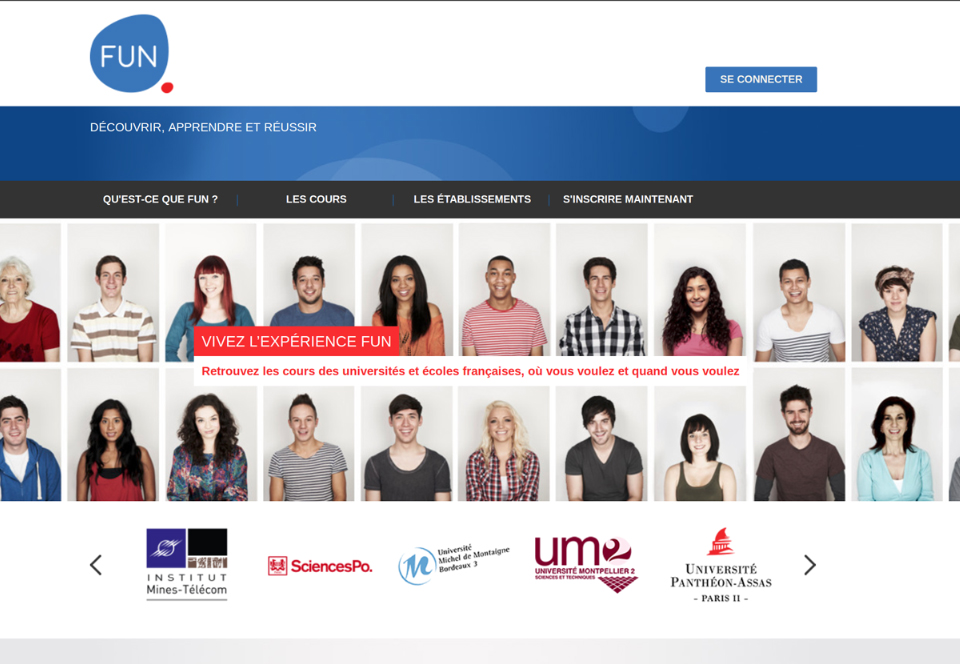 FUN
SE CONNECTER
DÉCOUVRIR, APPRENDRE ET RÉUSSIR
QU'EST-CE QUE FUN ?
LES COURS
LES ÉTABLISSEMENTS
S'INSCRIRE MAINTENANT
VIVEZ L'EXPÉRIENCE FUN
Retrouvez les cours des universités et écoles françaises, où vous voulez et quand vous voulez
INSTITUT
Mines-Télécom
SciencesPo.
Université
Michel de Montaigne
Bordeaux 3
um2
UNIVERSITÉ MONTPELLIER 2
SCIENCES ET TECHNIQUES
UNIVERSITÉ
PANTHÉON-ASSAS
- PARIS II -